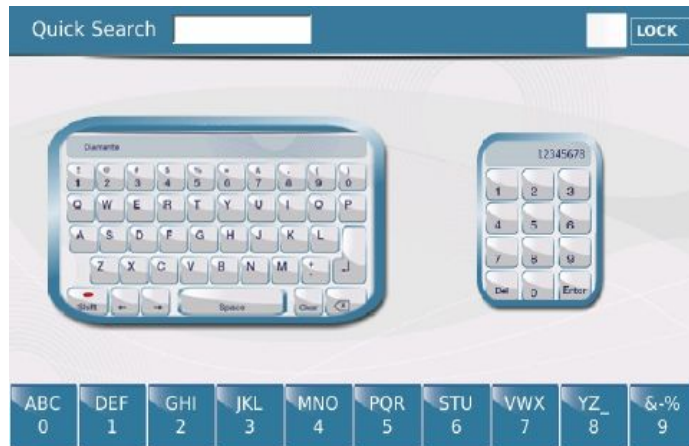 Quick Search
LOCK
Diamante
! @ # $ % * & . ( )
1 2 3 4 5 6 7 8 9 0
Q W E R T Y U I O P
A S D F G H J K L
Z X C V B N M
Shift ← → Space Clear
12345678
1 2 3
4 5 6
7 8 9
Del 0 Enter
ABC DEF GHI JKL MNO PQR STU VWX YZ_ &-%
0 1 2 3 4 5 6 7 8 9